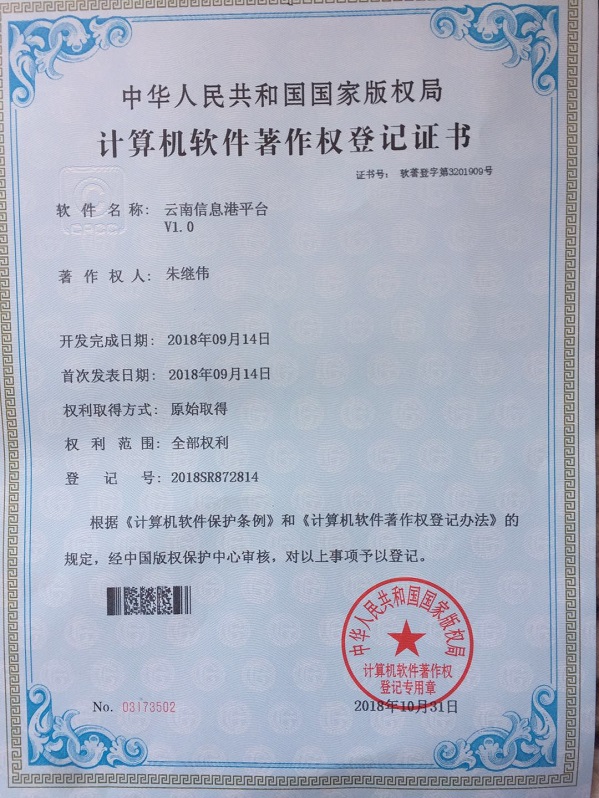 中华人民共和国国家版权局
计算机软件著作权登记证书
证书号： 软著登字第3201909号
CPCC
软件名称： 云南信息港平台
V1.0
著作权人： 朱继伟
开发完成日期： 2018年09月14日
首次发表日期： 2018年09月14日
权利取得方式： 原始取得
权利范围： 全部权利
登记号： 2018SR872814
根据《计算机软件保护条例》和《计算机软件著作权登记办法》的
规定，经中国版权保护中心审核，对以上事项予以登记。
中华人民共和国国家版权局
计算机软件著作权
登记专用章
No. 03173502
2018年10月31日